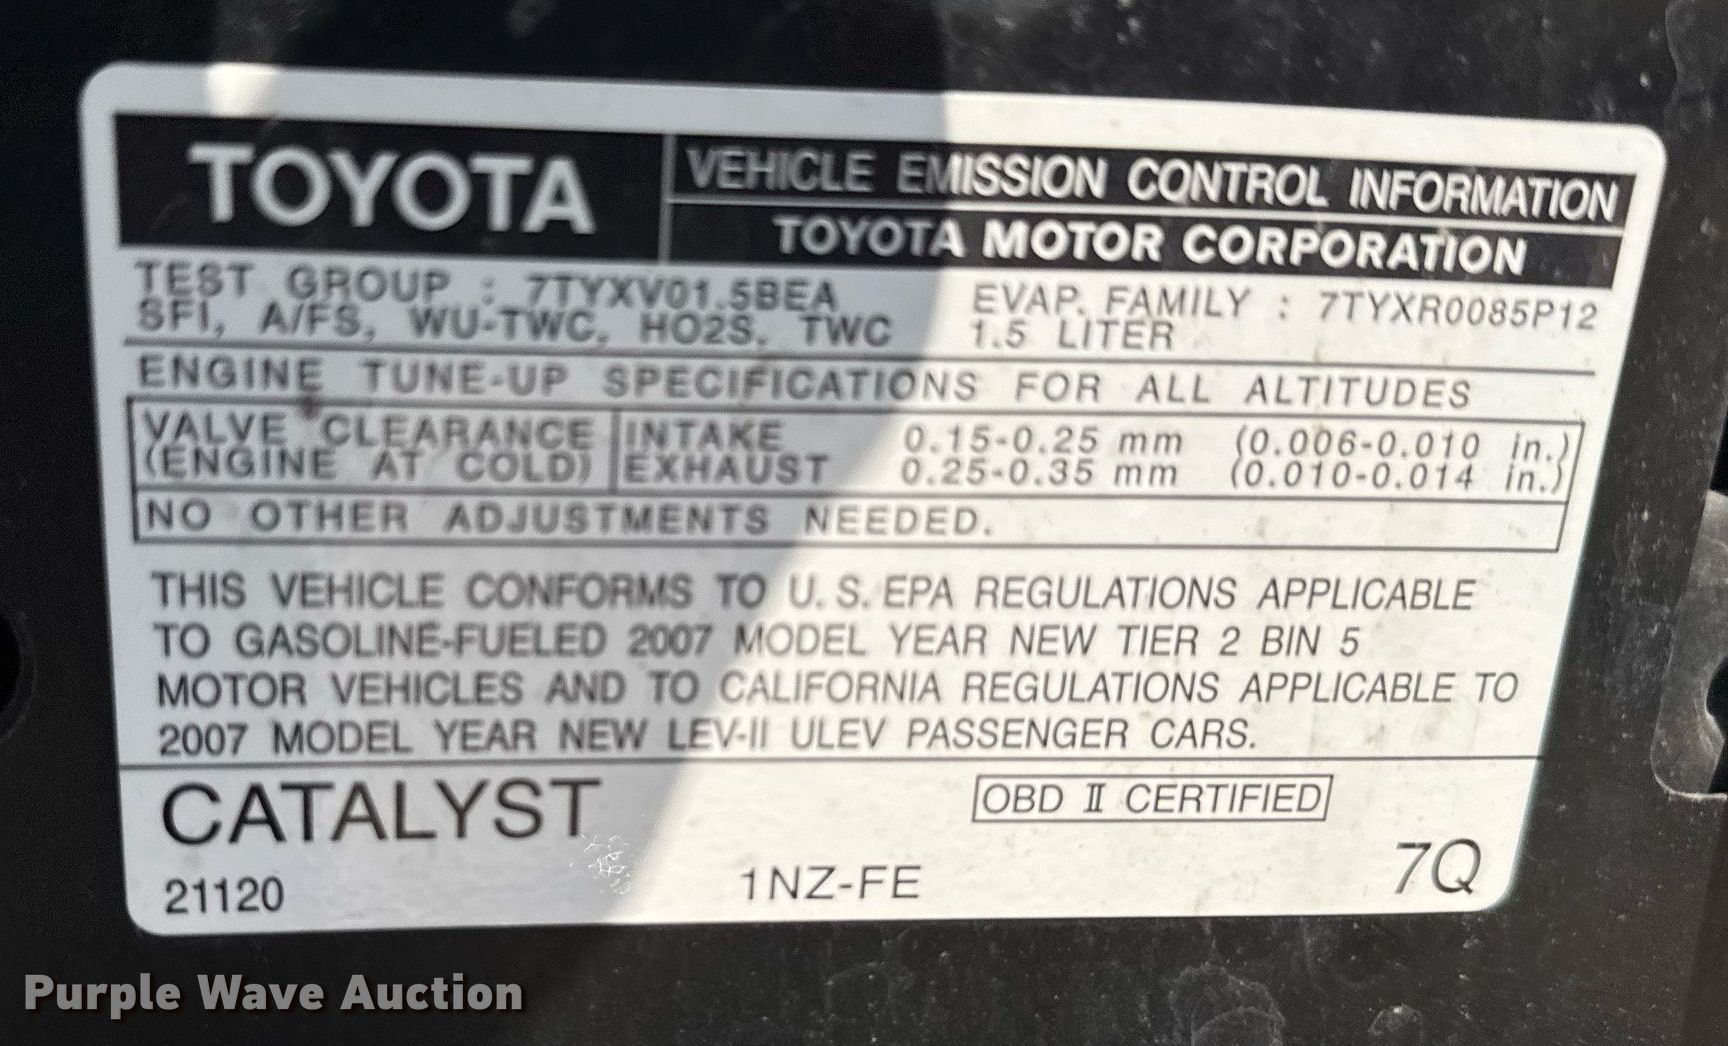 TOYOTA
VEHICLE EMISSION CONTROL INFORMATION
TOYOTA MOTOR CORPORATION
TEST GROUP : 7TYXV01.5BEA
SFI, A/FS, WU-TWC, HO2S, TWC
EVAP. FAMILY : 7TYXR0085P12
1.5 LITER
ENGINE TUNE-UP SPECIFICATIONS FOR ALL ALTITUDES
VALVE CLEARANCE INTAKE 0.15-0.25 mm (0.006-0.010 in.)
(ENGINE AT COLD) EXHAUST 0.25-0.35 mm (0.010-0.014 in.)
NO OTHER ADJUSTMENTS NEEDED.
THIS VEHICLE CONFORMS TO U.S. EPA REGULATIONS APPLICABLE
TO GASOLINE-FUELED 2007 MODEL YEAR NEW TIER 2 BIN 5
MOTOR VEHICLES AND TO CALIFORNIA REGULATIONS APPLICABLE TO
2007 MODEL YEAR NEW LEV-II ULEV PASSENGER CARS.
CATALYST
OBD II CERTIFIED
21120
1NZ-FE
7Q
Purple Wave Auction